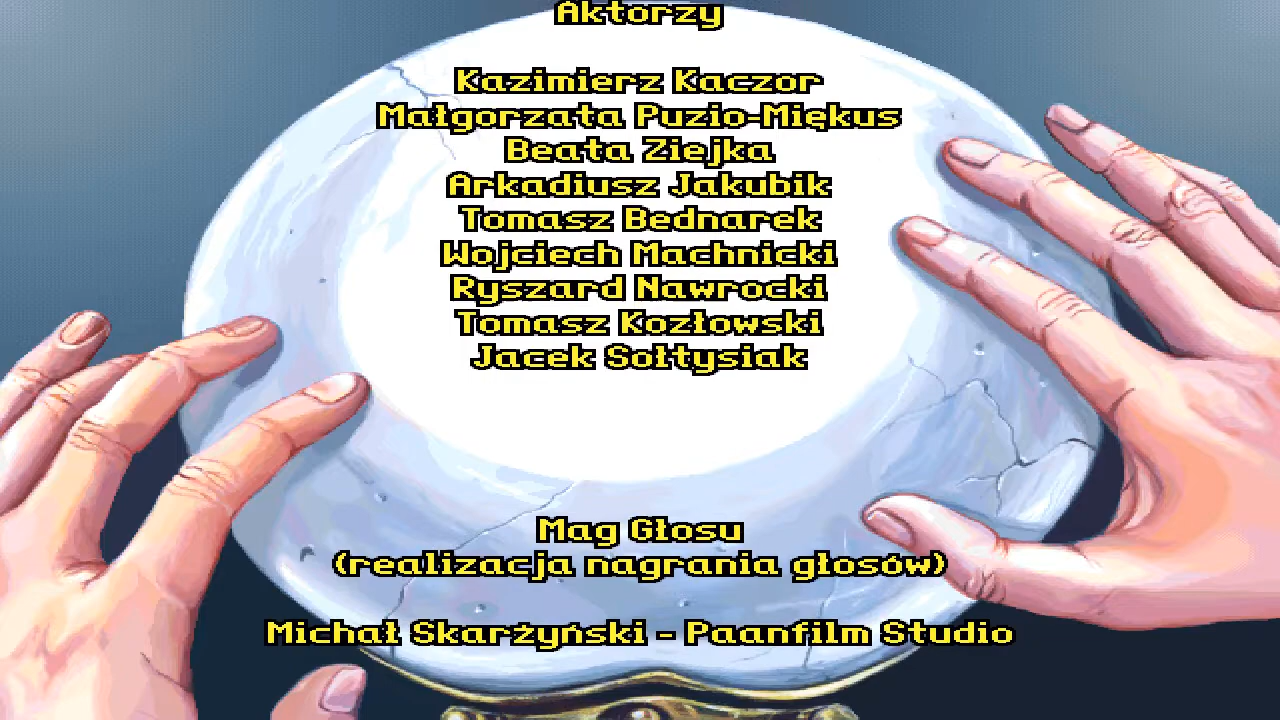 Aktorzy
Kazimierz Kaczor
Małgorzata Puzio-Miękus
Beata Ziejka
Arkadiusz Jakubik
Tomasz Bednarek
Wojciech Machnicki
Ryszard Nawrocki
Tomasz Kozłowski
Jacek Sołtysiak
Mag Głosu
(realizacja nagrania głosów)
Michał Skarżyński - Paanfilm Studio